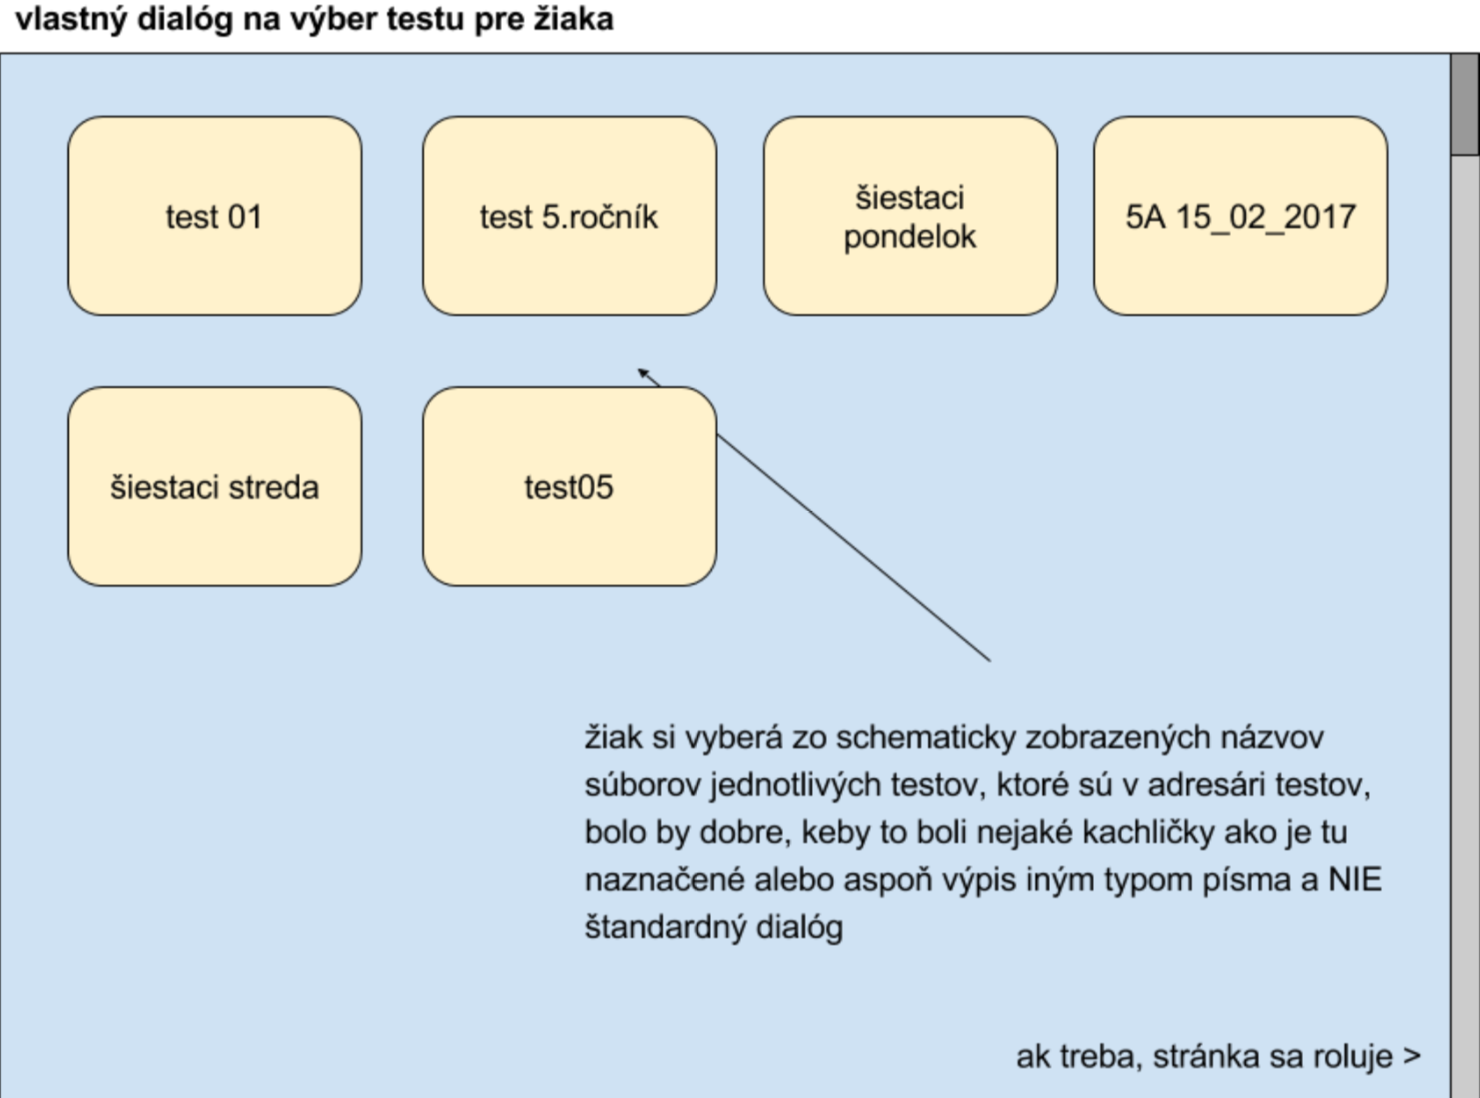 vlastný dialóg na výber testu pre žiaka
test 01
test 5.ročník
šiestaci
pondelok
5A 15_02_2017
šiestaci streda
test05
žiak si vyberá zo schematicky zobrazených názvov
súborov jednotlivých testov, ktoré sú v adresári testov,
bolo by dobre, keby to boli nejaké kachličky ako je tu
naznačené alebo aspoň výpis iným typom písma a NIE
štandardný dialóg
ak treba, stránka sa roluje >